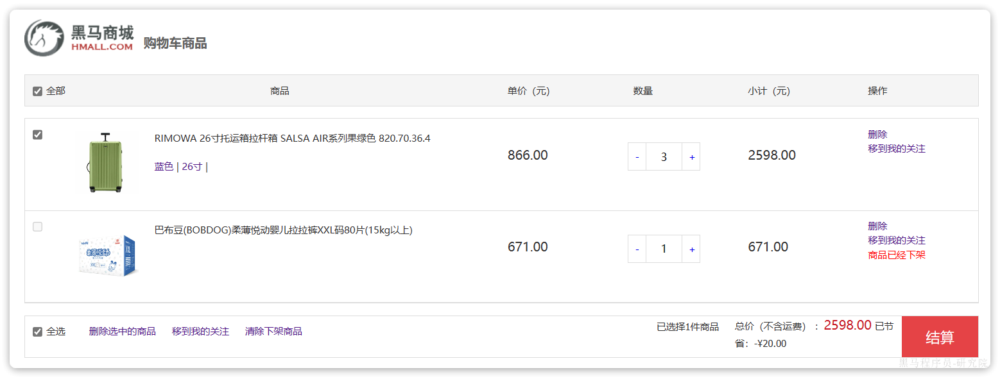 黑马商城
HMALL.COM
购物车商品
全部 商品 单价（元） 数量 小计（元） 操作
RIMOWA 26寸托运箱拉杆箱 SALSA AIR系列果绿色 820.70.36.4
蓝色 | 26寸 |
866.00
- 3 +
2598.00
删除
移到我的关注
巴布豆(BOBDOG)柔薄悦动婴儿拉拉裤XXL码80片(15kg以上)
671.00
- 1 +
671.00
删除
移到我的关注
商品已经下架
全选 删除选中的商品 移到我的关注 清除下架商品
已选择1件商品
总价（不含运费）：2598.00 已节
省：-¥20.00
结算
黑马程序员-研究院